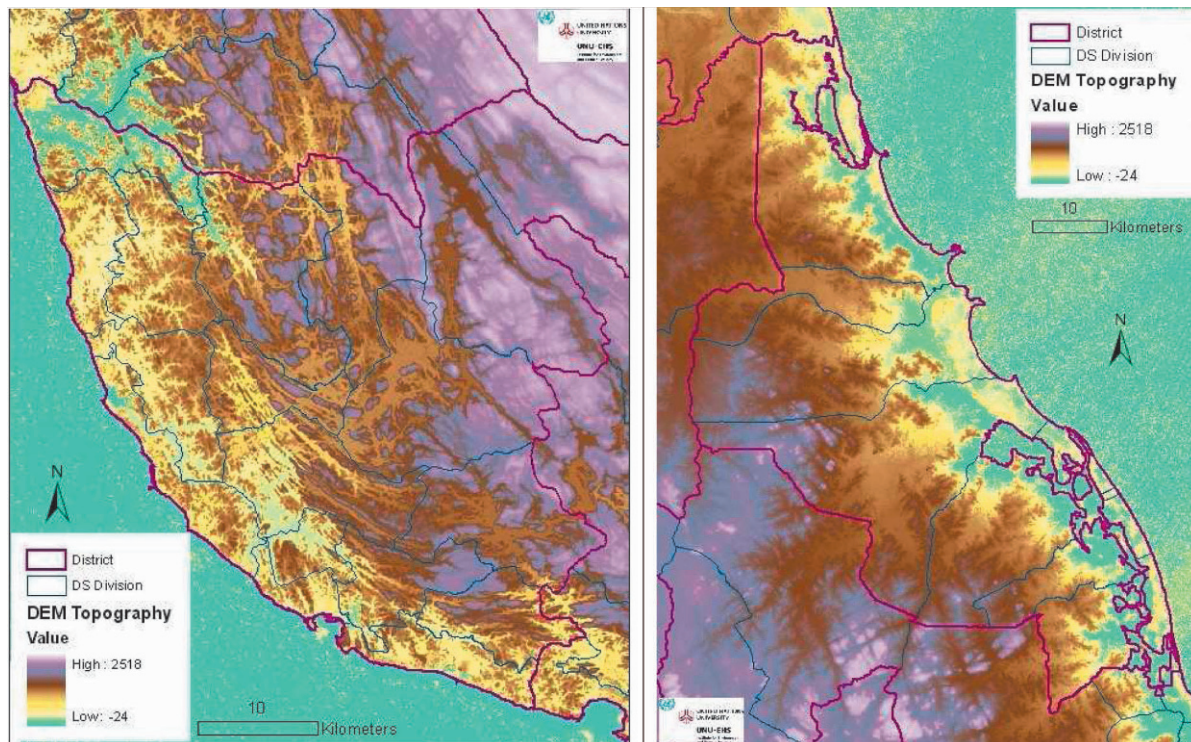 UNITED NATIONS
UNIVERSITY
UNU-EHS
N
District
DS Division
DEM Topography
Value
High : 2518
Low: -24
10
Kilometers
District
DS Division
DEM Topography
Value
High : 2518
Low : -24
10
Kilometers
N
UNITED NATIONS
UNIVERSITY
UNU-EHS